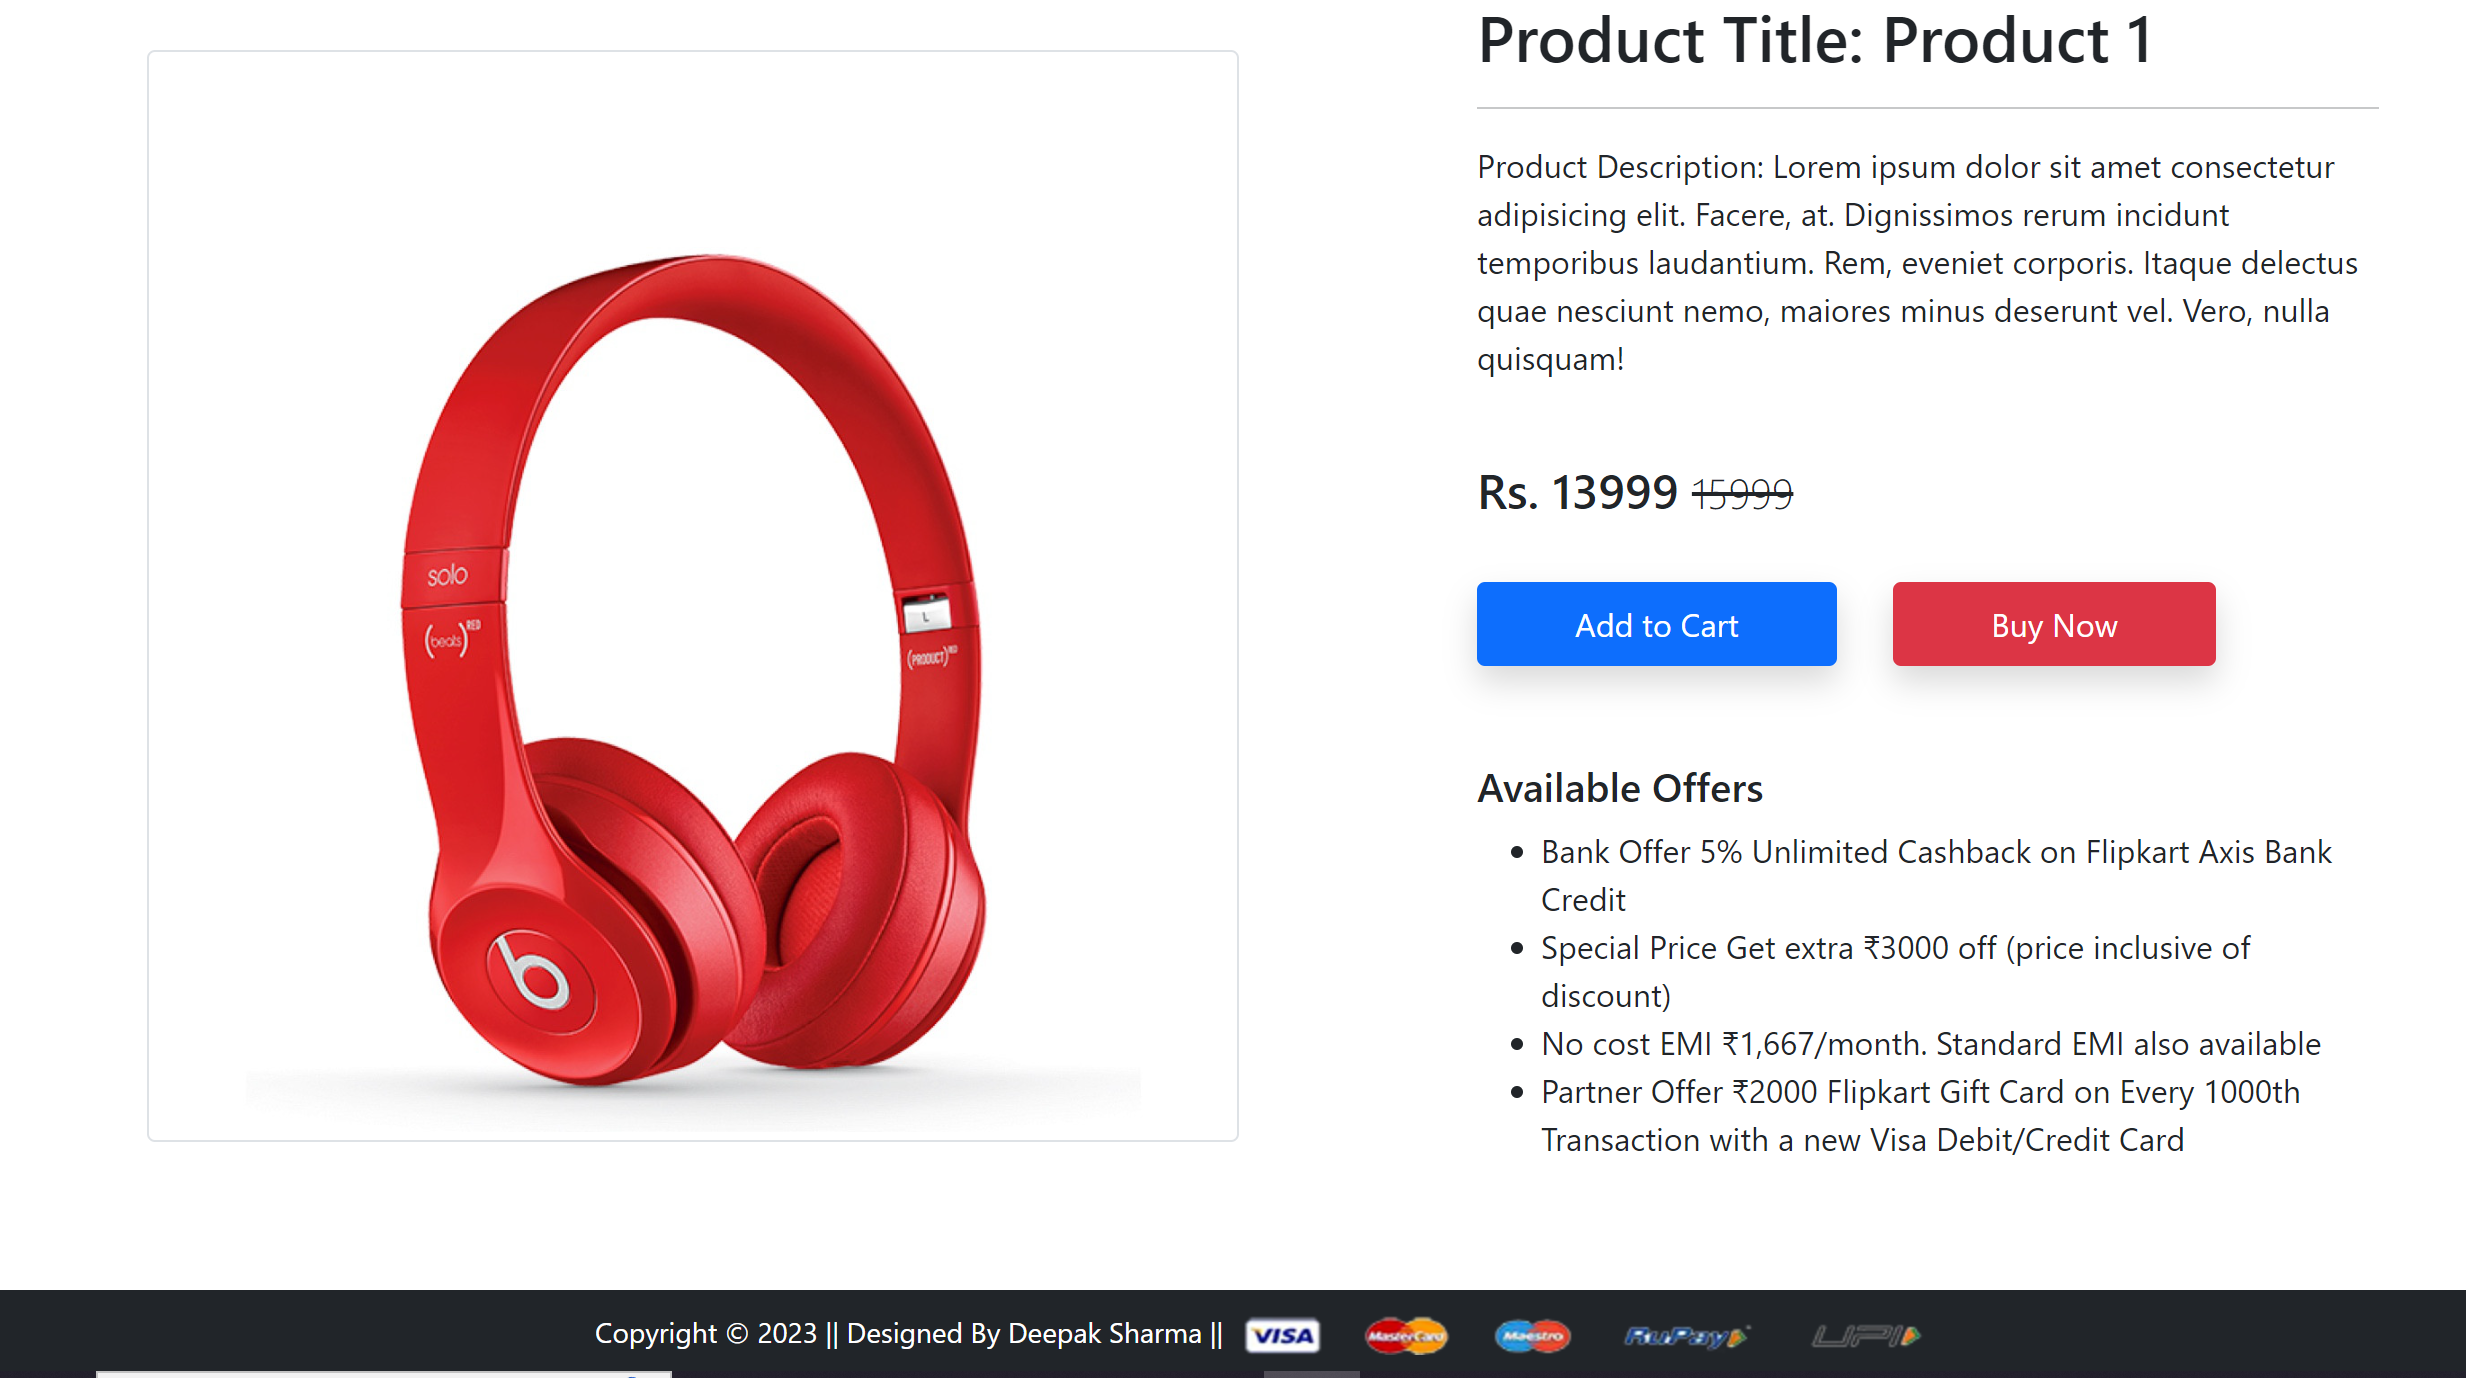 Product Title: Product 1
Product Description: Lorem ipsum dolor sit amet consectetur
adipisicing elit. Facere, at. Dignissimos rerum incidunt
temporibus laudantium. Rem, eveniet corporis. Itaque delectus
quae nesciunt nemo, maiores minus deserunt vel. Vero, nulla
quisquam!
Rs. 13999 15999
Add to Cart
Buy Now
Available Offers
Bank Offer 5% Unlimited Cashback on Flipkart Axis Bank
Credit
Special Price Get extra ₹3000 off (price inclusive of
discount)
No cost EMI ₹1,667/month. Standard EMI also available
Partner Offer ₹2000 Flipkart Gift Card on Every 1000th
Transaction with a new Visa Debit/Credit Card
solo
(beats)RED
L
(PRODUCT)RED
b
Copyright © 2023 || Designed By Deepak Sharma || VISA MasterCard Maestro RuPay UPI